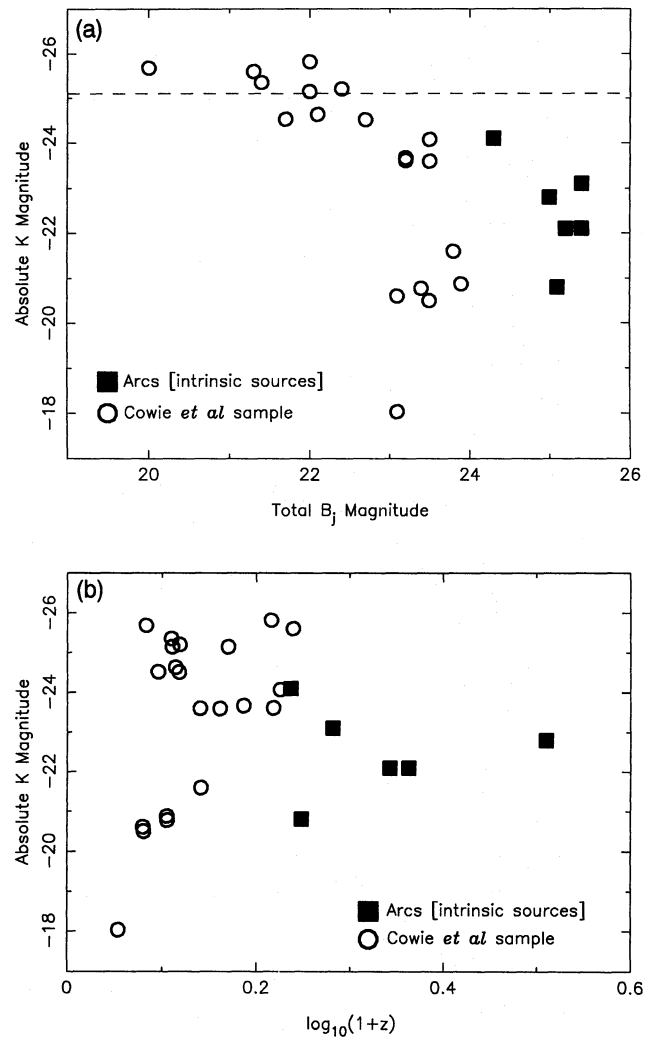 (a)
-26
-24
-22
-20
-18
Absolute K Magnitude
Arcs [intrinsic sources]
Cowie et al sample
20
22
24
26
Total Bj Magnitude
(b)
-26
-24
-22
-20
-18
Absolute K Magnitude
Arcs [intrinsic sources]
Cowie et al sample
0
0.2
0.4
0.6
log10(1+z)